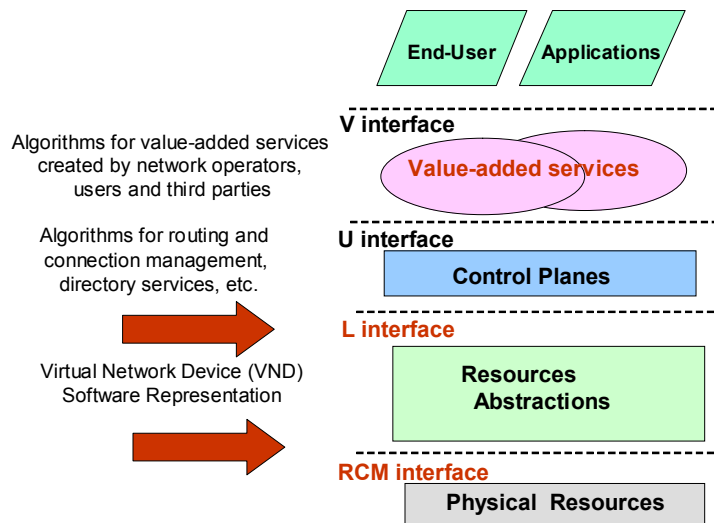 End-User
Applications
V interface
Algorithms for value-added services
created by network operators,
users and third parties
Value-added services
U interface
Algorithms for routing and
connection management,
directory services, etc.
Control Planes
L interface
Virtual Network Device (VND)
Software Representation
Resources
Abstractions
RCM interface
Physical Resources